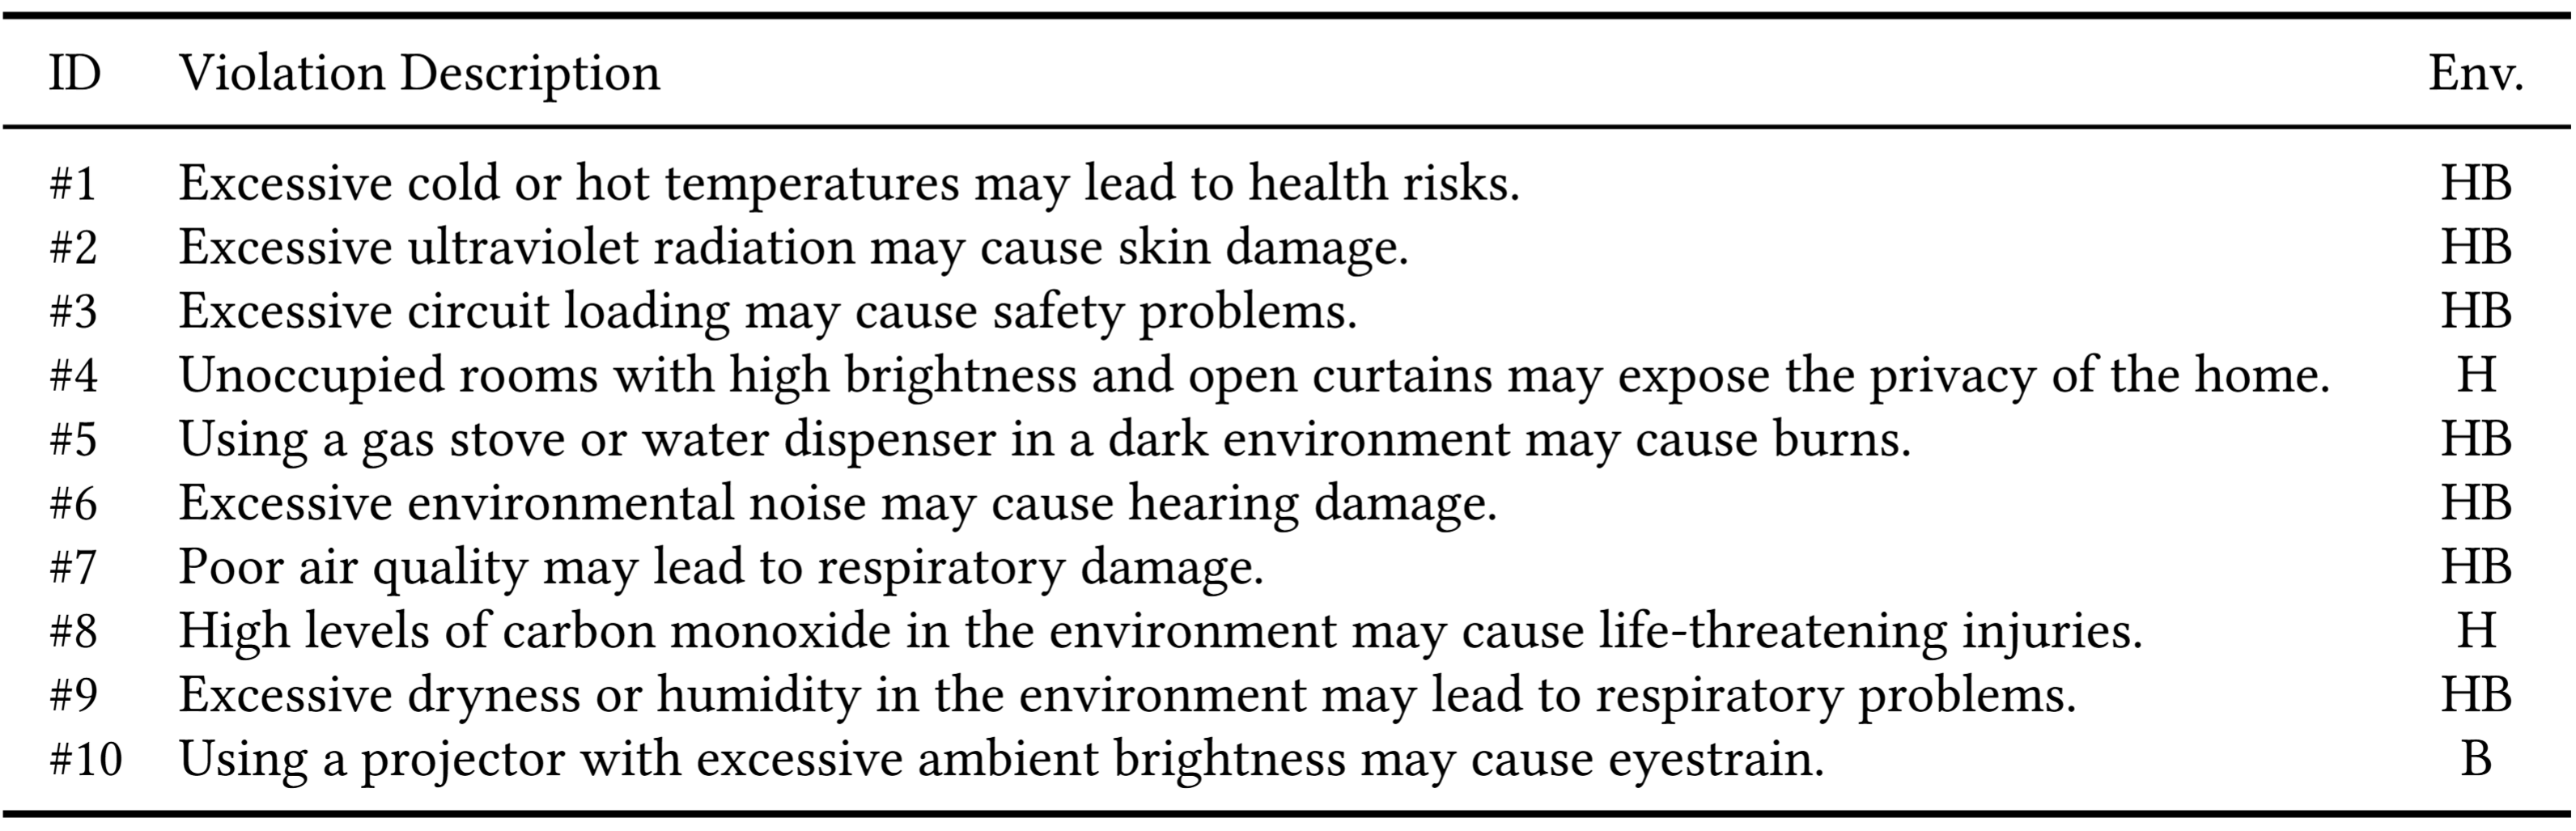 ID Violation Description Env.
#1 Excessive cold or hot temperatures may lead to health risks. HB
#2 Excessive ultraviolet radiation may cause skin damage. HB
#3 Excessive circuit loading may cause safety problems. HB
#4 Unoccupied rooms with high brightness and open curtains may expose the privacy of the home. H
#5 Using a gas stove or water dispenser in a dark environment may cause burns. HB
#6 Excessive environmental noise may cause hearing damage. HB
#7 Poor air quality may lead to respiratory damage. HB
#8 High levels of carbon monoxide in the environment may cause life-threatening injuries. H
#9 Excessive dryness or humidity in the environment may lead to respiratory problems. HB
#10 Using a projector with excessive ambient brightness may cause eyestrain. B